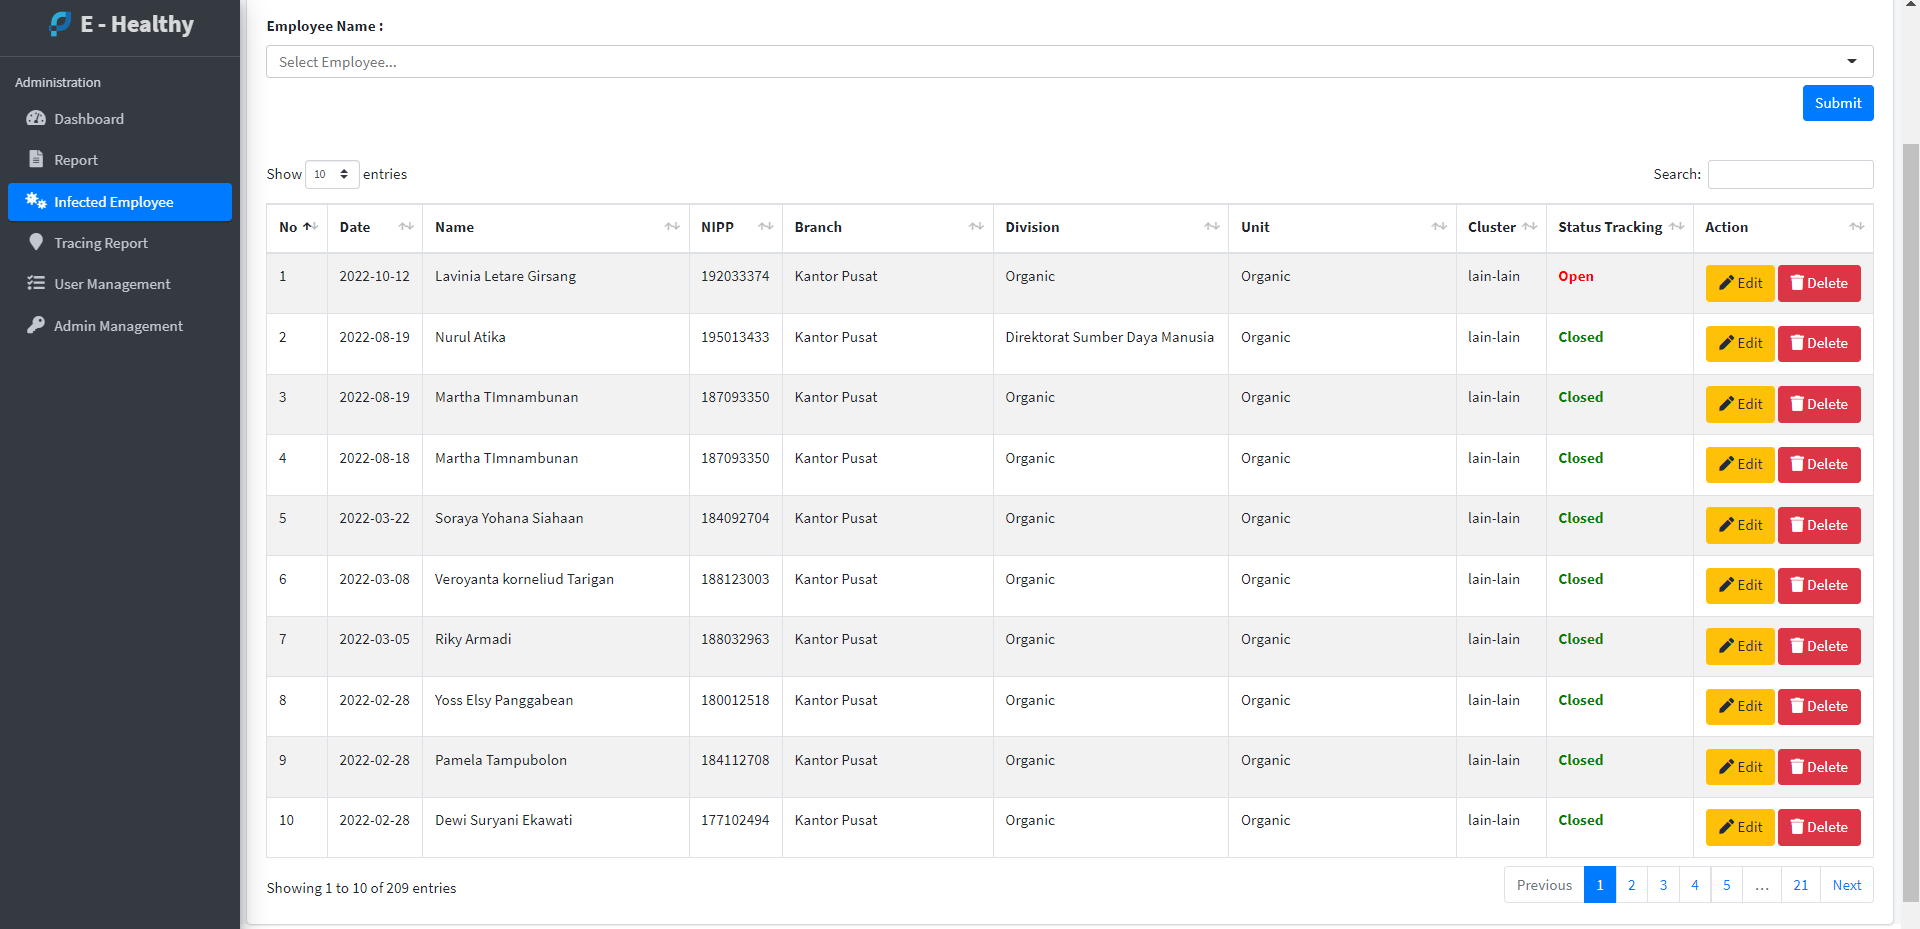 E - Healthy
Administration
Dashboard
Report
Infected Employee
Tracing Report
User Management
Admin Management
Employee Name :
Select Employee...
Submit
Show 10 entries
Search:
No Date Name NIPP Branch Division Unit Cluster Status Tracking Action
1 2022-10-12 Lavinia Letare Girsang 192033374 Kantor Pusat Organic Organic lain-lain Open Edit Delete
2 2022-08-19 Nurul Atika 195013433 Kantor Pusat Direktorat Sumber Daya Manusia Organic lain-lain Closed Edit Delete
3 2022-08-19 Martha TImnambunan 187093350 Kantor Pusat Organic Organic lain-lain Closed Edit Delete
4 2022-08-18 Martha TImnambunan 187093350 Kantor Pusat Organic Organic lain-lain Closed Edit Delete
5 2022-03-22 Soraya Yohana Siahaan 184092704 Kantor Pusat Organic Organic lain-lain Closed Edit Delete
6 2022-03-08 Veroyanta korneliud Tarigan 188123003 Kantor Pusat Organic Organic lain-lain Closed Edit Delete
7 2022-03-05 Riky Armadi 188032963 Kantor Pusat Organic Organic lain-lain Closed Edit Delete
8 2022-02-28 Yoss Elsy Panggabean 180012518 Kantor Pusat Organic Organic lain-lain Closed Edit Delete
9 2022-02-28 Pamela Tampubolon 184112708 Kantor Pusat Organic Organic lain-lain Closed Edit Delete
10 2022-02-28 Dewi Suryani Ekawati 177102494 Kantor Pusat Organic Organic lain-lain Closed Edit Delete
Showing 1 to 10 of 209 entries
Previous 1 2 3 4 5 ... 21 Next